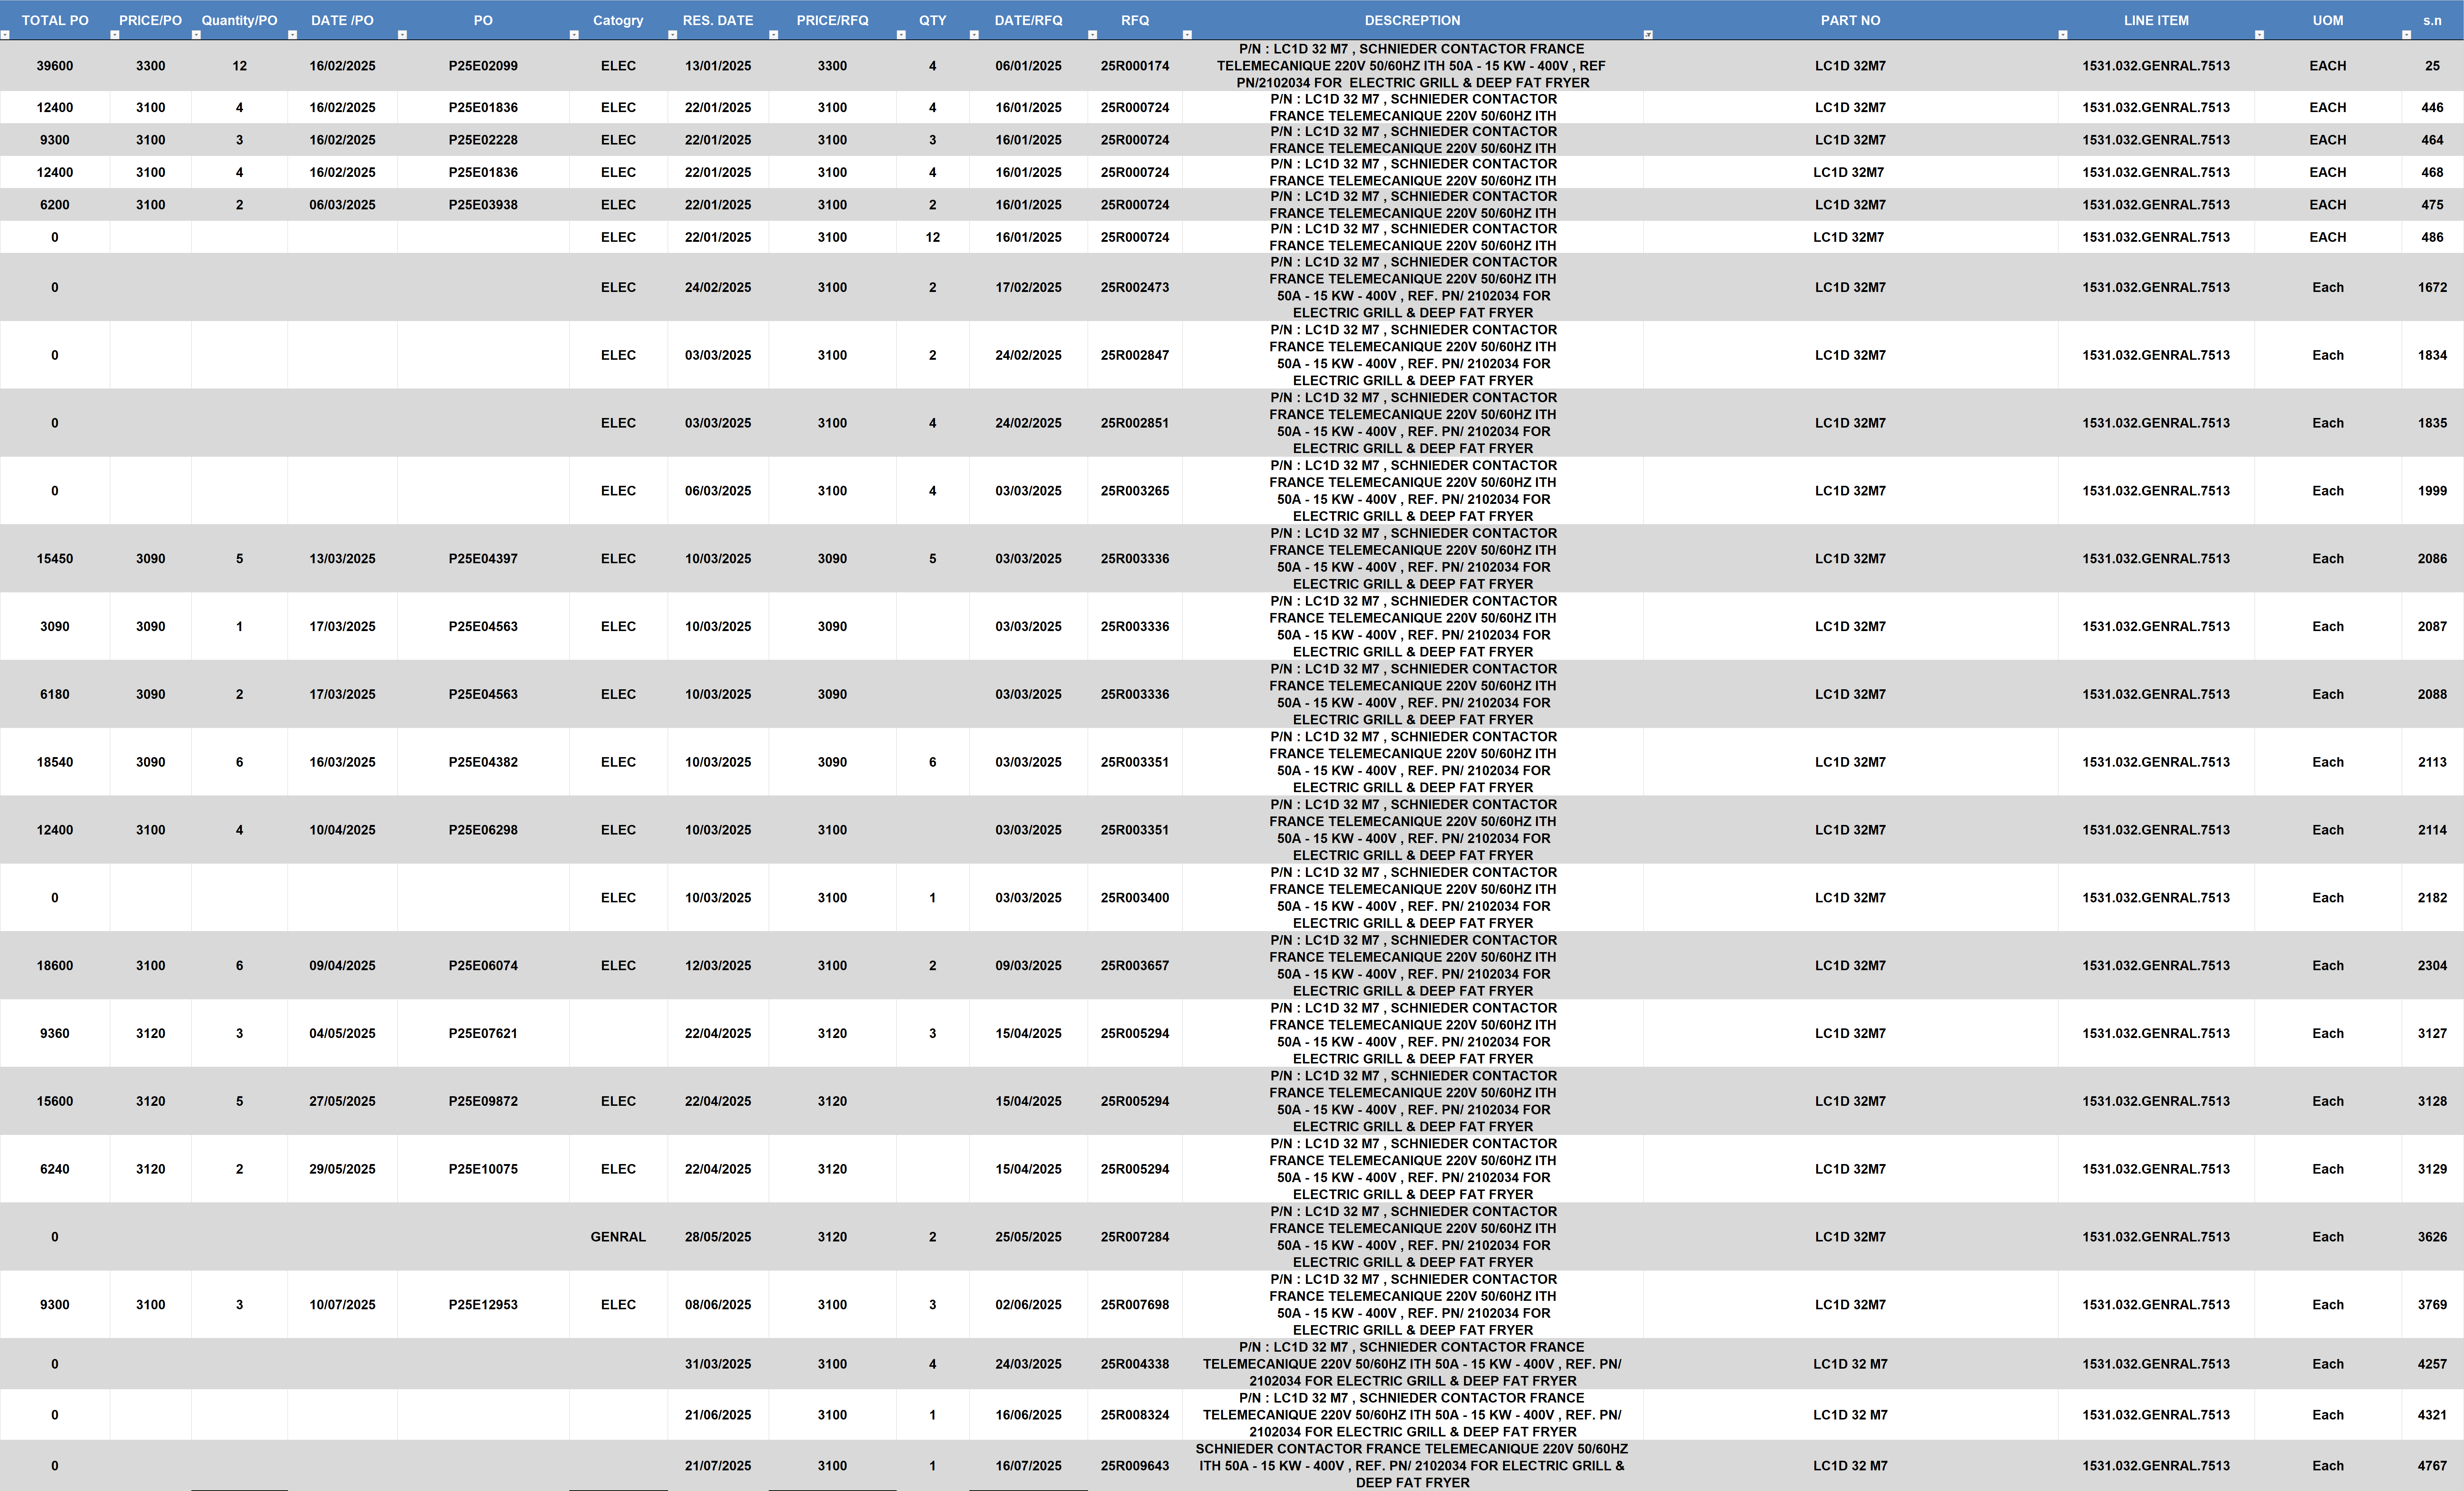 TOTAL PO PRICE/PO Quantity/PO DATE /PO PO Catogry RES. DATE PRICE/RFQ QTY DATE/RFQ RFQ DESCREPTION PART NO LINE ITEM UOM s.n
39600 3300 12 16/02/2025 P25E02099 ELEC 13/01/2025 3300 4 06/01/2025 25R000174 P/N : LC1D 32 M7 , SCHNIEDER CONTACTOR FRANCE
TELEMECANIQUE 220V 50/60HZ ITH 50A - 15 KW - 400V , REF
PN/2102034 FOR ELECTRIC GRILL & DEEP FAT FRYER LC1D 32M7 1531.032.GENRAL.7513 EACH 25
12400 3100 4 16/02/2025 P25E01836 ELEC 22/01/2025 3100 4 16/01/2025 25R000724 P/N : LC1D 32 M7 , SCHNIEDER CONTACTOR
FRANCE TELEMECANIQUE 220V 50/60HZ ITH LC1D 32M7 1531.032.GENRAL.7513 EACH 446
9300 3100 3 16/02/2025 P25E02228 ELEC 22/01/2025 3100 3 16/01/2025 25R000724 P/N : LC1D 32 M7 , SCHNIEDER CONTACTOR
FRANCE TELEMECANIQUE 220V 50/60HZ ITH LC1D 32M7 1531.032.GENRAL.7513 EACH 464
12400 3100 4 16/02/2025 P25E01836 ELEC 22/01/2025 3100 4 16/01/2025 25R000724 P/N : LC1D 32 M7 , SCHNIEDER CONTACTOR
FRANCE TELEMECANIQUE 220V 50/60HZ ITH LC1D 32M7 1531.032.GENRAL.7513 EACH 468
6200 3100 2 06/03/2025 P25E03938 ELEC 22/01/2025 3100 2 16/01/2025 25R000724 P/N : LC1D 32 M7 , SCHNIEDER CONTACTOR
FRANCE TELEMECANIQUE 220V 50/60HZ ITH LC1D 32M7 1531.032.GENRAL.7513 EACH 475
0 ELEC 22/01/2025 3100 12 16/01/2025 25R000724 P/N : LC1D 32 M7 , SCHNIEDER CONTACTOR
FRANCE TELEMECANIQUE 220V 50/60HZ ITH LC1D 32M7 1531.032.GENRAL.7513 EACH 486
0 ELEC 24/02/2025 3100 2 17/02/2025 25R002473 P/N : LC1D 32 M7 , SCHNIEDER CONTACTOR
FRANCE TELEMECANIQUE 220V 50/60HZ ITH
50A - 15 KW - 400V , REF. PN/ 2102034 FOR
ELECTRIC GRILL & DEEP FAT FRYER LC1D 32M7 1531.032.GENRAL.7513 Each 1672
0 ELEC 03/03/2025 3100 2 24/02/2025 25R002847 P/N : LC1D 32 M7 , SCHNIEDER CONTACTOR
FRANCE TELEMECANIQUE 220V 50/60HZ ITH
50A - 15 KW - 400V , REF. PN/ 2102034 FOR
ELECTRIC GRILL & DEEP FAT FRYER LC1D 32M7 1531.032.GENRAL.7513 Each 1834
0 ELEC 03/03/2025 3100 4 24/02/2025 25R002851 P/N : LC1D 32 M7 , SCHNIEDER CONTACTOR
FRANCE TELEMECANIQUE 220V 50/60HZ ITH
50A - 15 KW - 400V , REF. PN/ 2102034 FOR
ELECTRIC GRILL & DEEP FAT FRYER LC1D 32M7 1531.032.GENRAL.7513 Each 1835
0 ELEC 06/03/2025 3100 4 03/03/2025 25R003265 P/N : LC1D 32 M7 , SCHNIEDER CONTACTOR
FRANCE TELEMECANIQUE 220V 50/60HZ ITH
50A - 15 KW - 400V , REF. PN/ 2102034 FOR
ELECTRIC GRILL & DEEP FAT FRYER LC1D 32M7 1531.032.GENRAL.7513 Each 1999
15450 3090 5 13/03/2025 P25E04397 ELEC 10/03/2025 3090 5 03/03/2025 25R003336 P/N : LC1D 32 M7 , SCHNIEDER CONTACTOR
FRANCE TELEMECANIQUE 220V 50/60HZ ITH
50A - 15 KW - 400V , REF. PN/ 2102034 FOR
ELECTRIC GRILL & DEEP FAT FRYER LC1D 32M7 1531.032.GENRAL.7513 Each 2086
3090 3090 1 17/03/2025 P25E04563 ELEC 10/03/2025 3090 03/03/2025 25R003336 P/N : LC1D 32 M7 , SCHNIEDER CONTACTOR
FRANCE TELEMECANIQUE 220V 50/60HZ ITH
50A - 15 KW - 400V , REF. PN/ 2102034 FOR
ELECTRIC GRILL & DEEP FAT FRYER LC1D 32M7 1531.032.GENRAL.7513 Each 2087
6180 3090 2 17/03/2025 P25E04563 ELEC 10/03/2025 3090 03/03/2025 25R003336 P/N : LC1D 32 M7 , SCHNIEDER CONTACTOR
FRANCE TELEMECANIQUE 220V 50/60HZ ITH
50A - 15 KW - 400V , REF. PN/ 2102034 FOR
ELECTRIC GRILL & DEEP FAT FRYER LC1D 32M7 1531.032.GENRAL.7513 Each 2088
18540 3090 6 16/03/2025 P25E04382 ELEC 10/03/2025 3090 6 03/03/2025 25R003351 P/N : LC1D 32 M7 , SCHNIEDER CONTACTOR
FRANCE TELEMECANIQUE 220V 50/60HZ ITH
50A - 15 KW - 400V , REF. PN/ 2102034 FOR
ELECTRIC GRILL & DEEP FAT FRYER LC1D 32M7 1531.032.GENRAL.7513 Each 2113
12400 3100 4 10/04/2025 P25E06298 ELEC 10/03/2025 3100 03/03/2025 25R003351 P/N : LC1D 32 M7 , SCHNIEDER CONTACTOR
FRANCE TELEMECANIQUE 220V 50/60HZ ITH
50A - 15 KW - 400V , REF. PN/ 2102034 FOR
ELECTRIC GRILL & DEEP FAT FRYER LC1D 32M7 1531.032.GENRAL.7513 Each 2114
0 ELEC 10/03/2025 3100 1 03/03/2025 25R003400 P/N : LC1D 32 M7 , SCHNIEDER CONTACTOR
FRANCE TELEMECANIQUE 220V 50/60HZ ITH
50A - 15 KW - 400V , REF. PN/ 2102034 FOR
ELECTRIC GRILL & DEEP FAT FRYER LC1D 32M7 1531.032.GENRAL.7513 Each 2182
18600 3100 6 09/04/2025 P25E06074 ELEC 12/03/2025 3100 2 09/03/2025 25R003657 P/N : LC1D 32 M7 , SCHNIEDER CONTACTOR
FRANCE TELEMECANIQUE 220V 50/60HZ ITH
50A - 15 KW - 400V , REF. PN/ 2102034 FOR
ELECTRIC GRILL & DEEP FAT FRYER LC1D 32M7 1531.032.GENRAL.7513 Each 2304
9360 3120 3 04/05/2025 P25E07621 22/04/2025 3120 3 15/04/2025 25R005294 P/N : LC1D 32 M7 , SCHNIEDER CONTACTOR
FRANCE TELEMECANIQUE 220V 50/60HZ ITH
50A - 15 KW - 400V , REF. PN/ 2102034 FOR
ELECTRIC GRILL & DEEP FAT FRYER LC1D 32M7 1531.032.GENRAL.7513 Each 3127
15600 3120 5 27/05/2025 P25E09872 ELEC 22/04/2025 3120 15/04/2025 25R005294 P/N : LC1D 32 M7 , SCHNIEDER CONTACTOR
FRANCE TELEMECANIQUE 220V 50/60HZ ITH
50A - 15 KW - 400V , REF. PN/ 2102034 FOR
ELECTRIC GRILL & DEEP FAT FRYER LC1D 32M7 1531.032.GENRAL.7513 Each 3128
6240 3120 2 29/05/2025 P25E10075 ELEC 22/04/2025 3120 15/04/2025 25R005294 P/N : LC1D 32 M7 , SCHNIEDER CONTACTOR
FRANCE TELEMECANIQUE 220V 50/60HZ ITH
50A - 15 KW - 400V , REF. PN/ 2102034 FOR
ELECTRIC GRILL & DEEP FAT FRYER LC1D 32M7 1531.032.GENRAL.7513 Each 3129
0 GENRAL 28/05/2025 3120 2 25/05/2025 25R007284 P/N : LC1D 32 M7 , SCHNIEDER CONTACTOR
FRANCE TELEMECANIQUE 220V 50/60HZ ITH
50A - 15 KW - 400V , REF. PN/ 2102034 FOR
ELECTRIC GRILL & DEEP FAT FRYER LC1D 32M7 1531.032.GENRAL.7513 Each 3626
9300 3100 3 10/07/2025 P25E12953 ELEC 08/06/2025 3100 3 02/06/2025 25R007698 P/N : LC1D 32 M7 , SCHNIEDER CONTACTOR
FRANCE TELEMECANIQUE 220V 50/60HZ ITH
50A - 15 KW - 400V , REF. PN/ 2102034 FOR
ELECTRIC GRILL & DEEP FAT FRYER LC1D 32M7 1531.032.GENRAL.7513 Each 3769
0 31/03/2025 3100 4 24/03/2025 25R004338 P/N : LC1D 32 M7 , SCHNIEDER CONTACTOR FRANCE
TELEMECANIQUE 220V 50/60HZ ITH 50A - 15 KW - 400V , REF. PN/
2102034 FOR ELECTRIC GRILL & DEEP FAT FRYER LC1D 32 M7 1531.032.GENRAL.7513 Each 4257
0 21/06/2025 3100 1 16/06/2025 25R008324 P/N : LC1D 32 M7 , SCHNIEDER CONTACTOR FRANCE
TELEMECANIQUE 220V 50/60HZ ITH 50A - 15 KW - 400V , REF. PN/
2102034 FOR ELECTRIC GRILL & DEEP FAT FRYER LC1D 32 M7 1531.032.GENRAL.7513 Each 4321
0 21/07/2025 3100 1 16/07/2025 25R009643 SCHNIEDER CONTACTOR FRANCE TELEMECANIQUE 220V 50/60HZ
ITH 50A - 15 KW - 400V , REF. PN/ 2102034 FOR ELECTRIC GRILL &
DEEP FAT FRYER LC1D 32 M7 1531.032.GENRAL.7513 Each 4767